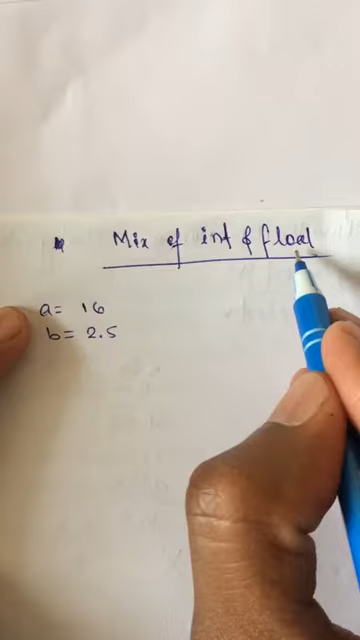 Mix of int & float
a= 16
b= 2.5